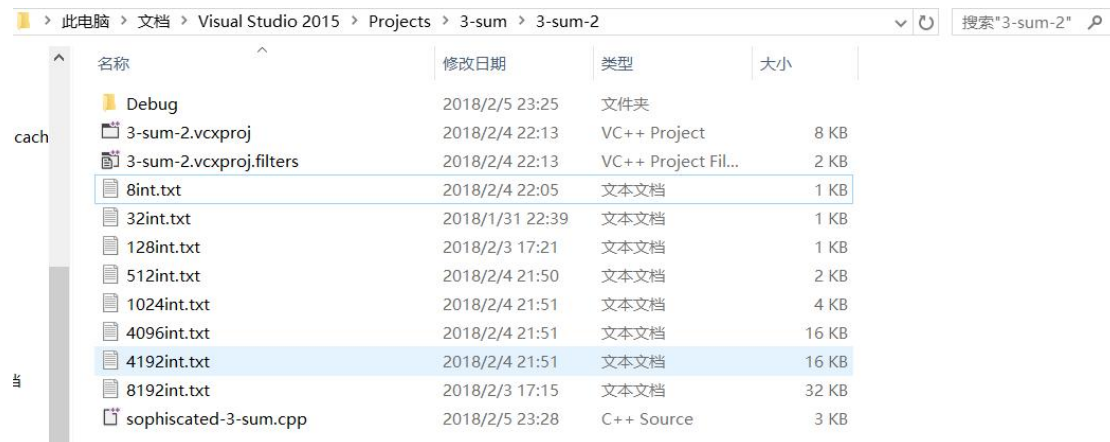 此电脑 > 文档 > Visual Studio 2015 > Projects > 3-sum > 3-sum-2 搜索"3-sum-2"
名称 修改日期 类型 大小
Debug 2018/2/5 23:25 文件夹
cach 3-sum-2.vcxproj 2018/2/4 22:13 VC++ Project 8 KB
3-sum-2.vcxproj.filters 2018/2/4 22:13 VC++ Project Fil... 2 KB
8int.txt 2018/2/4 22:05 文本文档 1 KB
32int.txt 2018/1/31 22:39 文本文档 1 KB
128int.txt 2018/2/3 17:21 文本文档 1 KB
512int.txt 2018/2/4 21:50 文本文档 2 KB
1024int.txt 2018/2/4 21:51 文本文档 4 KB
4096int.txt 2018/2/4 21:51 文本文档 16 KB
4192int.txt 2018/2/4 21:51 文本文档 16 KB
8192int.txt 2018/2/3 17:15 文本文档 32 KB
sophiscated-3-sum.cpp 2018/2/5 23:28 C++ Source 3 KB